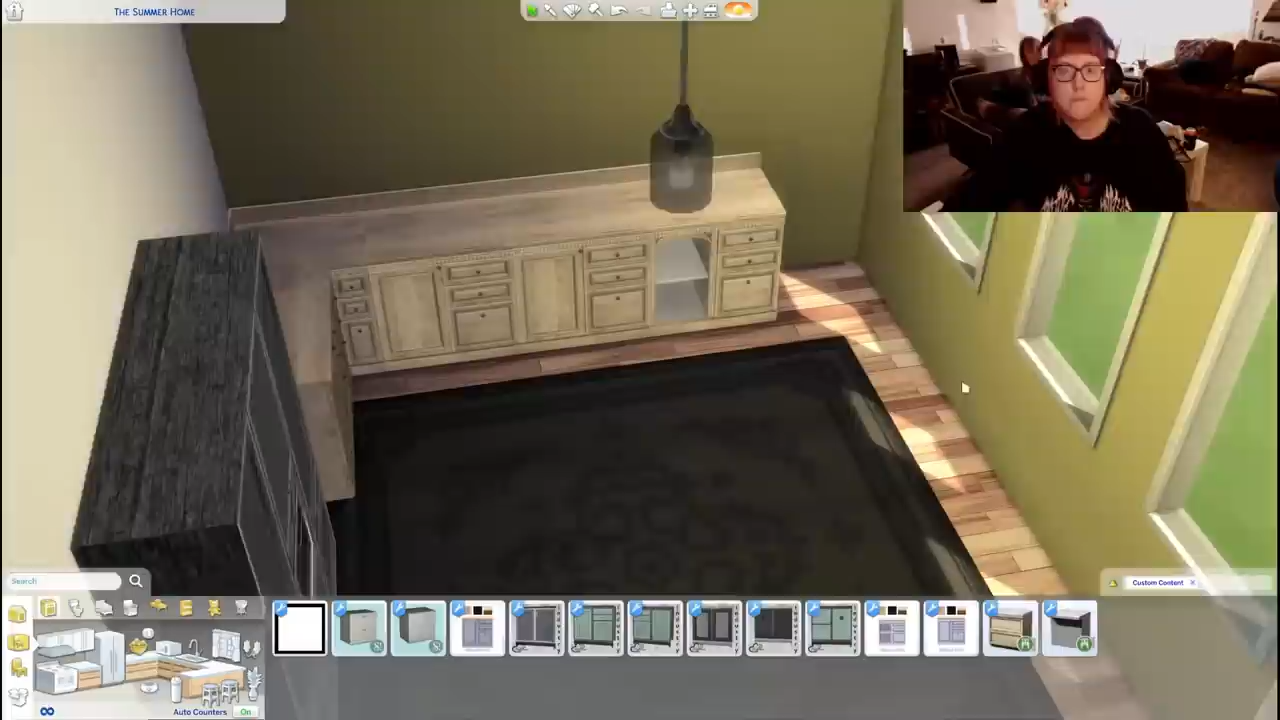 THE SUMMER HOME
Search
Custom Content
Auto Counters
On